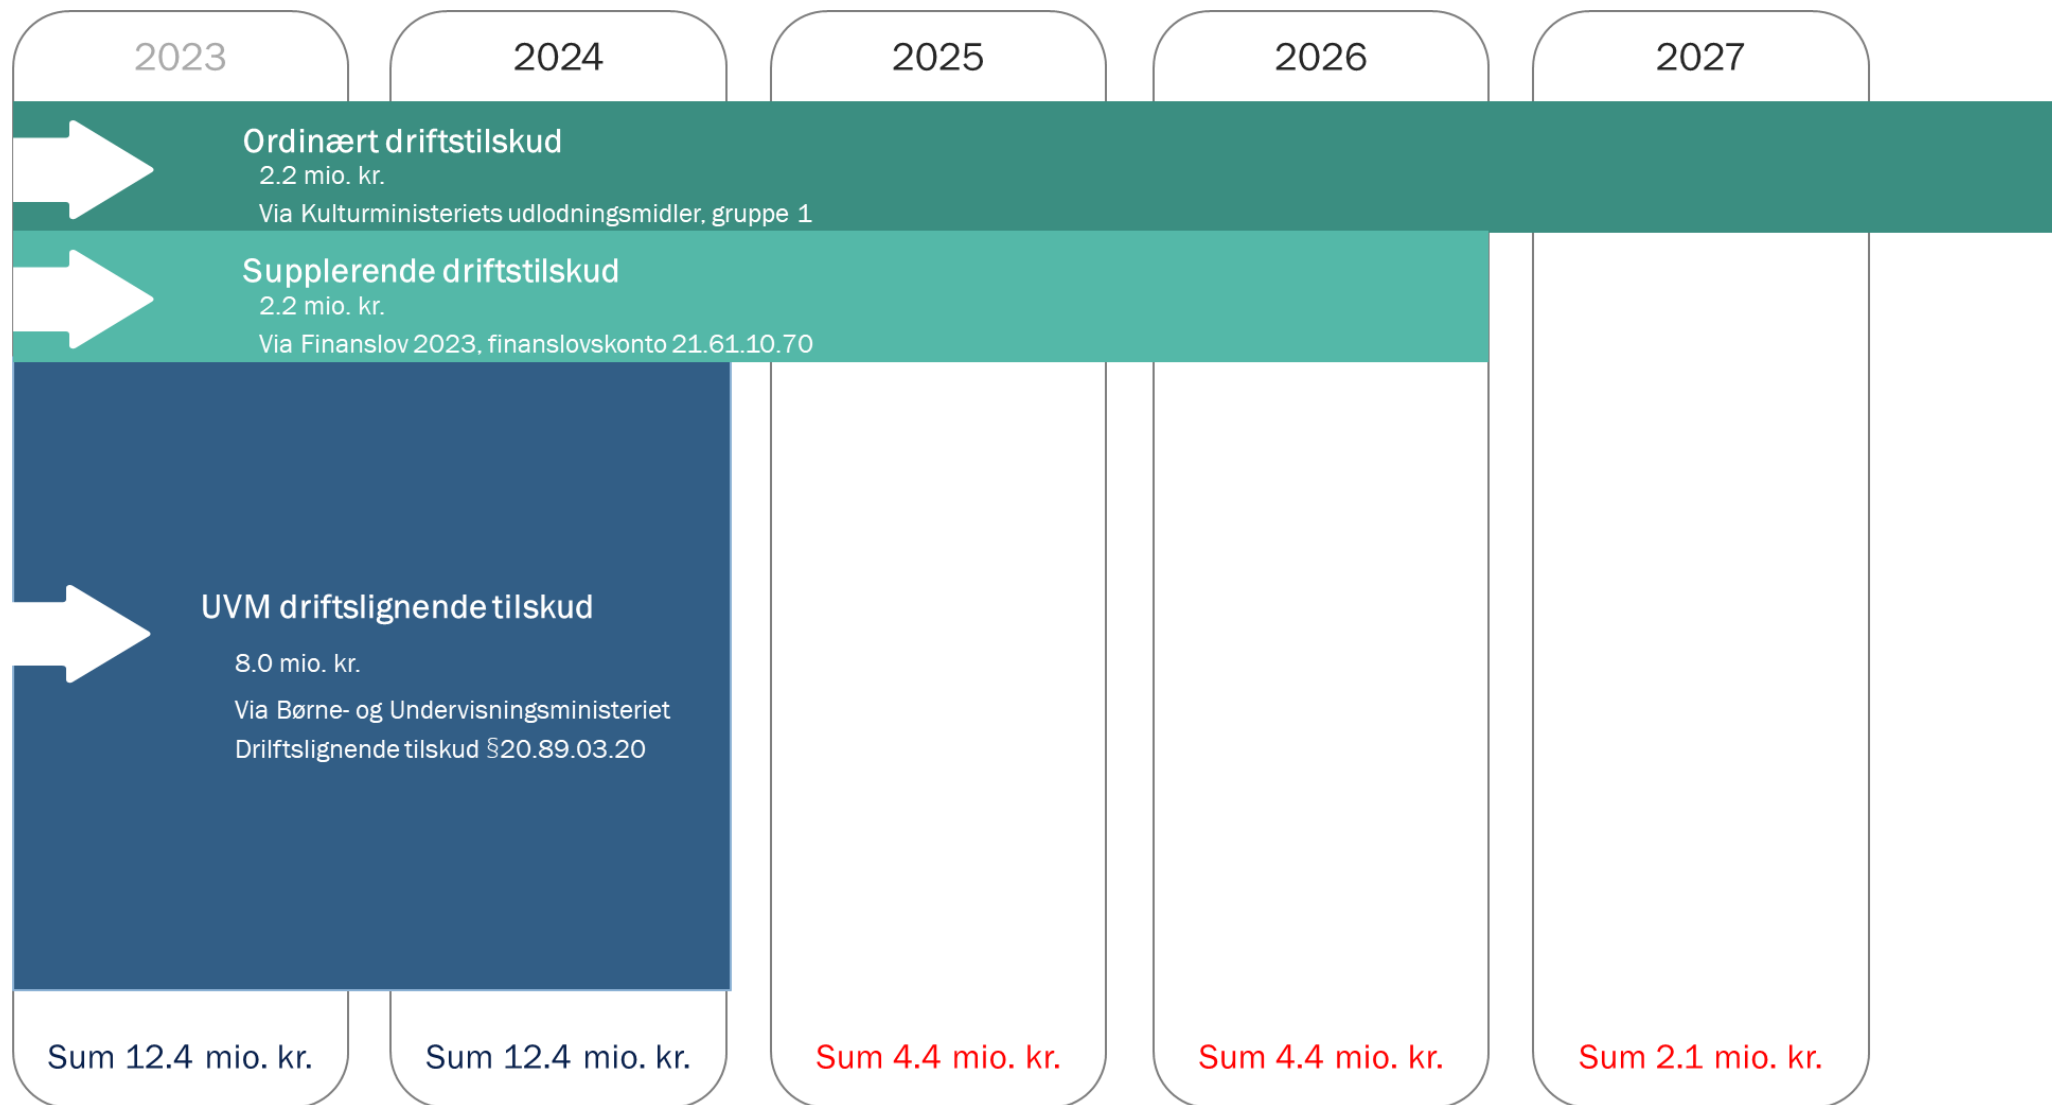 2023
2024
2025
2026
2027
Ordinært driftstilskud
2.2 mio. kr.
Via Kulturministeriets udlodningsmidler, gruppe 1
Supplerende driftstilskud
2.2 mio. kr.
Via Finanslov 2023, finanslovskonto 21.61.10.70
UVM driftslignende tilskud
8.0 mio. kr.
Via Børne- og Undervisningsministeriet
Drilftslignende tilskud §20.89.03.20
Sum 12.4 mio. kr.
Sum 12.4 mio. kr.
Sum 4.4 mio. kr.
Sum 4.4 mio. kr.
Sum 2.1 mio. kr.